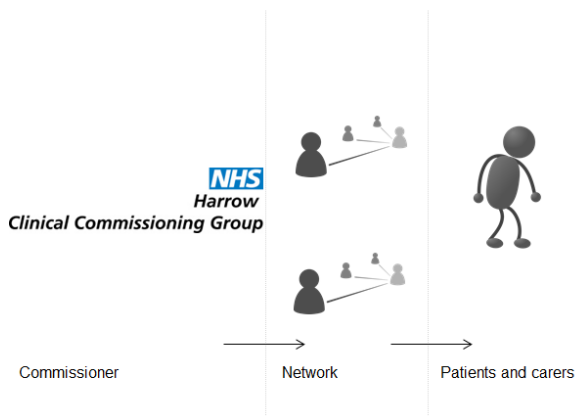 NHS
Harrow
Clinical Commissioning Group
Commissioner
Network
Patients and carers